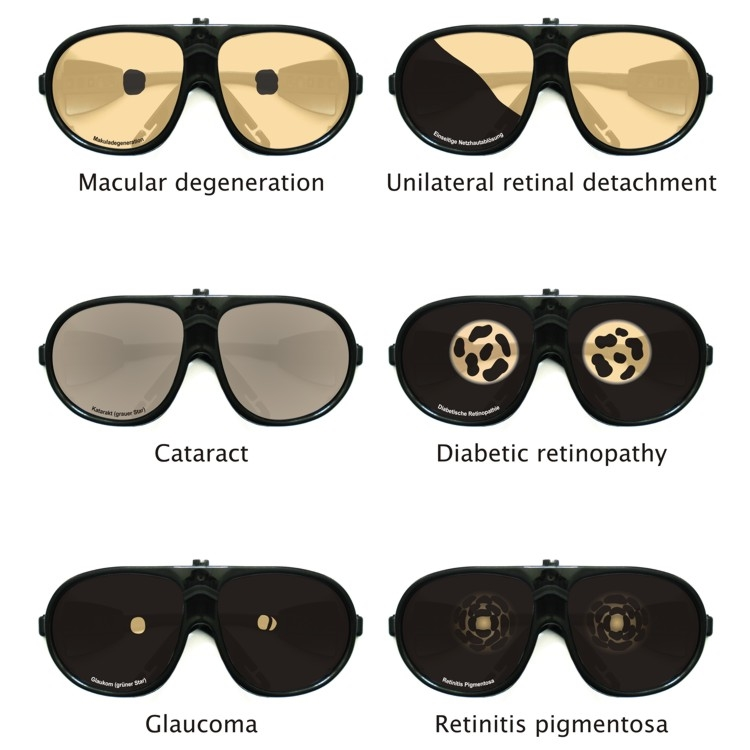 Makuladegeneration
Einseitige Netzhautablösung
Macular degeneration
Unilateral retinal detachment
Katarakt (grauer Star)
Diabetische Retinopathie
Cataract
Diabetic retinopathy
Glaukom (grüner Star)
Retinitis Pigmentosa
Glaucoma
Retinitis pigmentosa